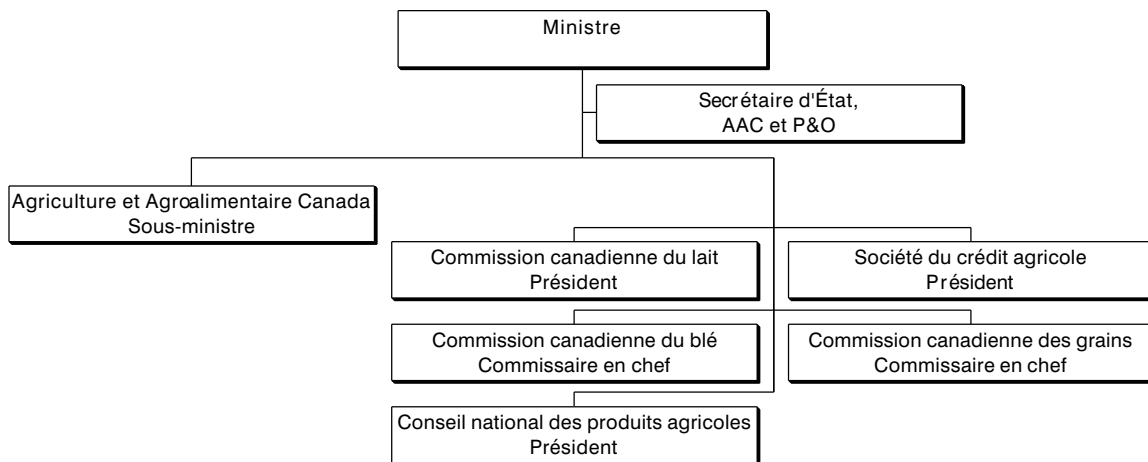 Ministre
Secrétaire d'État,
AAC et P&O
Agriculture et Agroalimentaire Canada
Sous-ministre
Commission canadienne du lait
Président
Société du crédit agricole
Président
Commission canadienne du blé
Commissaire en chef
Commission canadienne des grains
Commissaire en chef
Conseil national des produits agricoles
Président